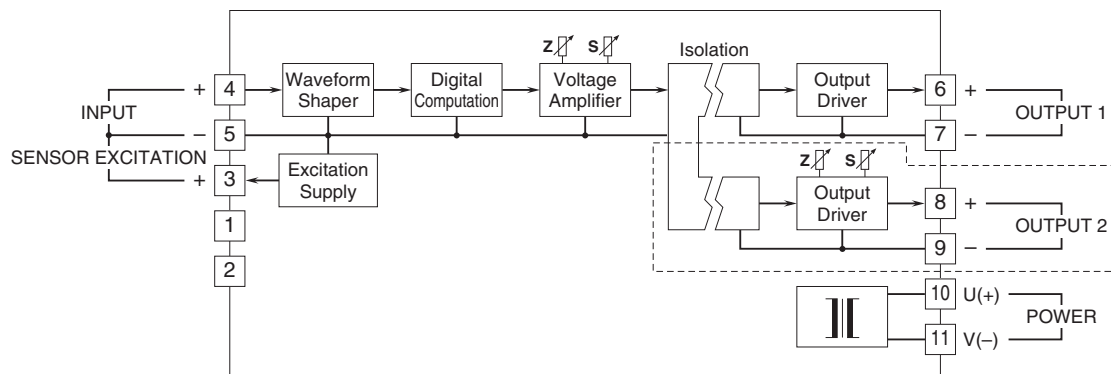 Isolation
Z S
Waveform
Shaper
Digital
Computation
Voltage
Amplifier
Output
Driver
INPUT
+ 4
– 5
SENSOR EXCITATION
+ 3
Excitation
Supply
1
2
6 +
OUTPUT 1
7 –
Z S
Output
Driver
8 +
OUTPUT 2
9 –
10 U(+)
POWER
11 V(–)